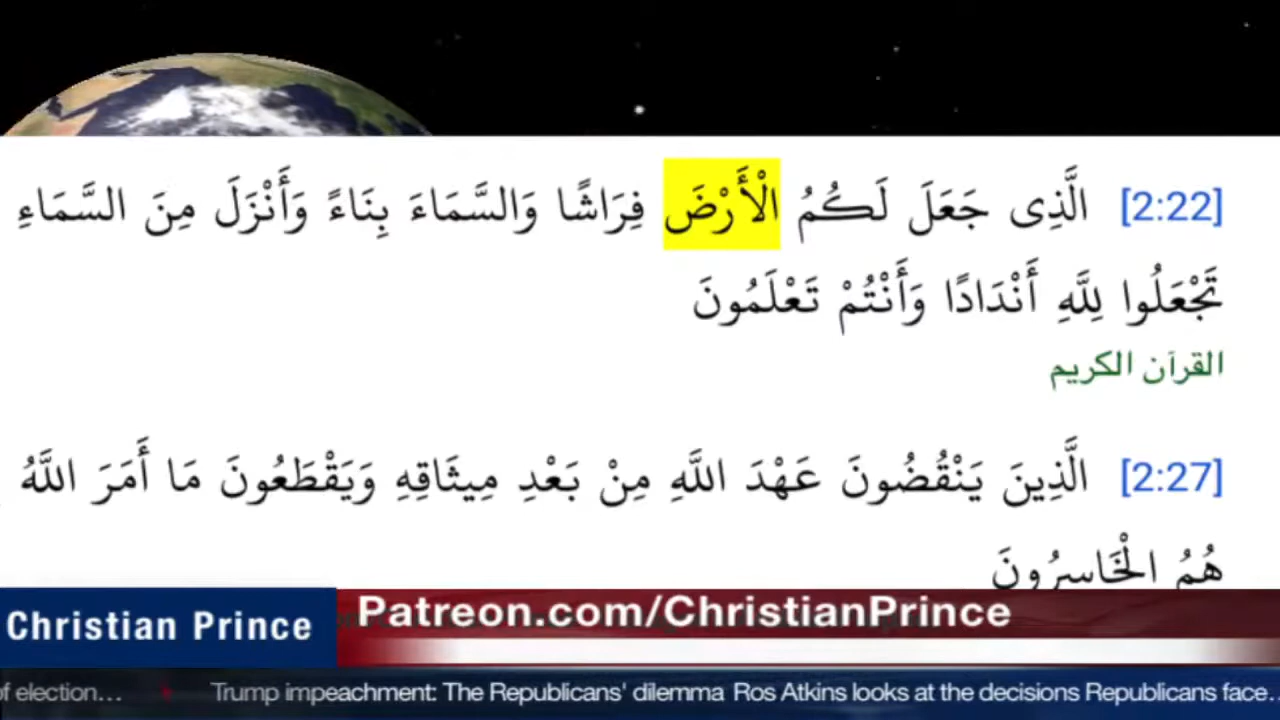 [2:22] الَّذِى جَعَلَ لَكُمُ الْأَرْضَ فِرَاشًا وَالسَّمَاءَ بِنَاءً وَأَنْزَلَ مِنَ السَّمَاءِ
تَجْعَلُوا لِلَّهِ أَنْدَادًا وَأَنْتُمْ تَعْلَمُونَ
القرآن الكريم
[2:27] الَّذِينَ يَنْقُضُونَ عَهْدَ اللَّهِ مِنْ بَعْدِ مِيثَاقِهِ وَيَقْطَعُونَ مَا أَمَرَ اللَّهُ
هُمُ الْخَاسِرُونَ
Patreon.com/ChristianPrince
Christian Prince
of election… Trump impeachment: The Republicans' dilemma Ros Atkins looks at the decisions Republicans face…